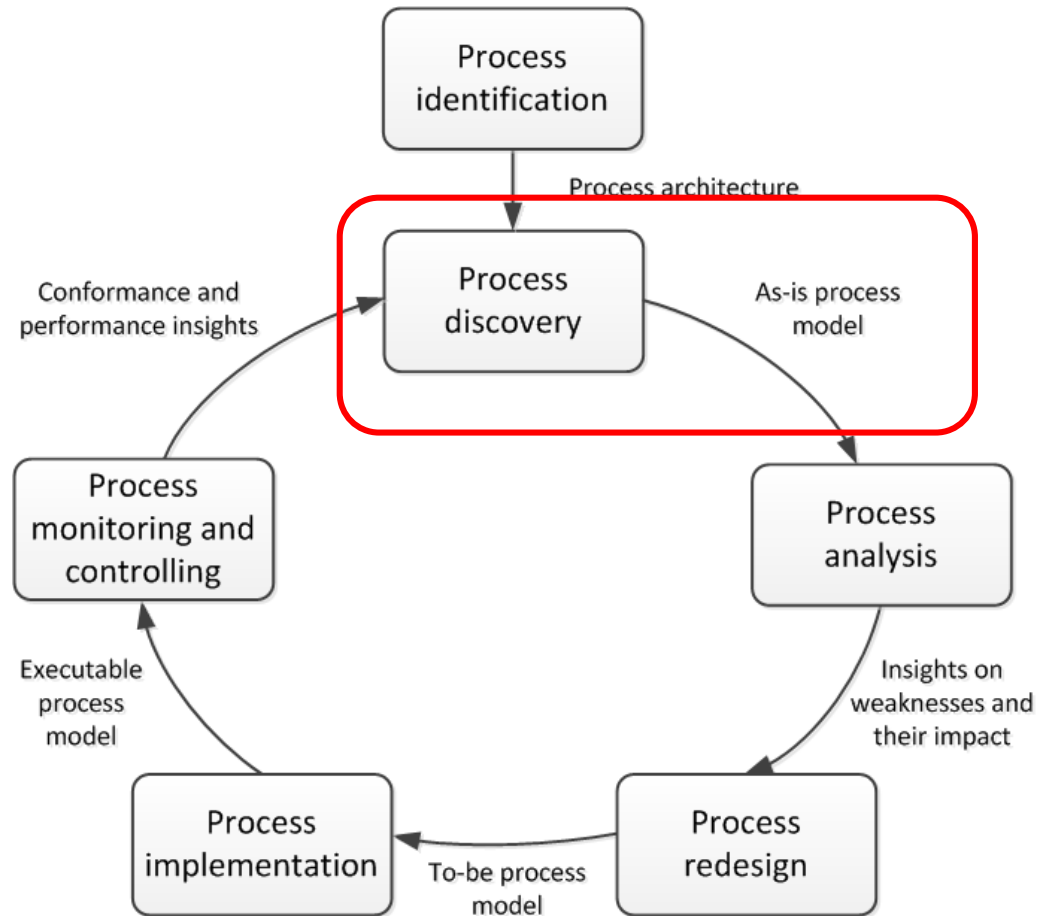 Process
identification
Process architecture
Process
discovery
As-is process
model
Conformance and
performance insights
Process
monitoring and
controlling
Process
analysis
Executable
process
model
Insights on
weaknesses and
their impact
Process
implementation
Process
redesign
To-be process
model